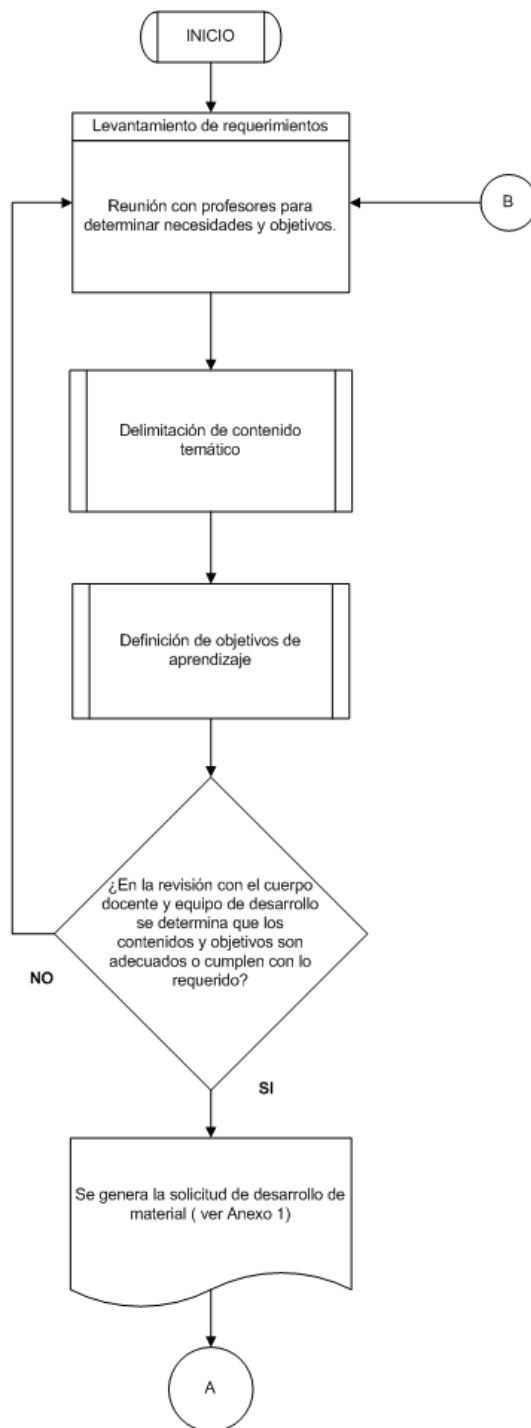 INICIO
Levantamiento de requerimientos
Reunión con profesores para
determinar necesidades y objetivos.
B
Delimitación de contenido
temático
Definición de objetivos de
aprendizaje
¿En la revisión con el cuerpo
docente y equipo de desarrollo
se determina que los
contenidos y objetivos son
adecuados o cumplen con lo
requerido?
NO
SI
Se genera la solicitud de desarrollo de
material ( ver Anexo 1)
A